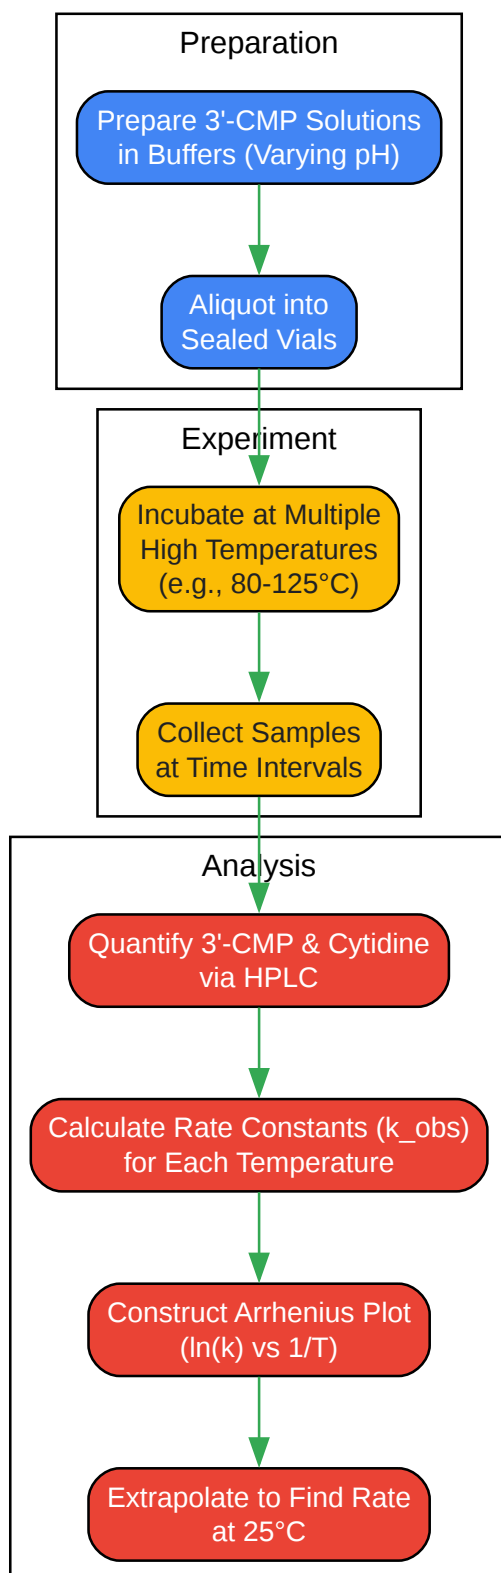 Preparation
Prepare 3'-CMP Solutions
in Buffers (Varying pH)
Aliquot into
Sealed Vials
Experiment
Incubate at Multiple
High Temperatures
(e.g., 80-125°C)
Collect Samples
at Time Intervals
Analysis
Quantify 3'-CMP & Cytidine
via HPLC
Calculate Rate Constants (k_obs)
for Each Temperature
Construct Arrhenius Plot
(ln(k) vs 1/T)
Extrapolate to Find Rate
at 25°C